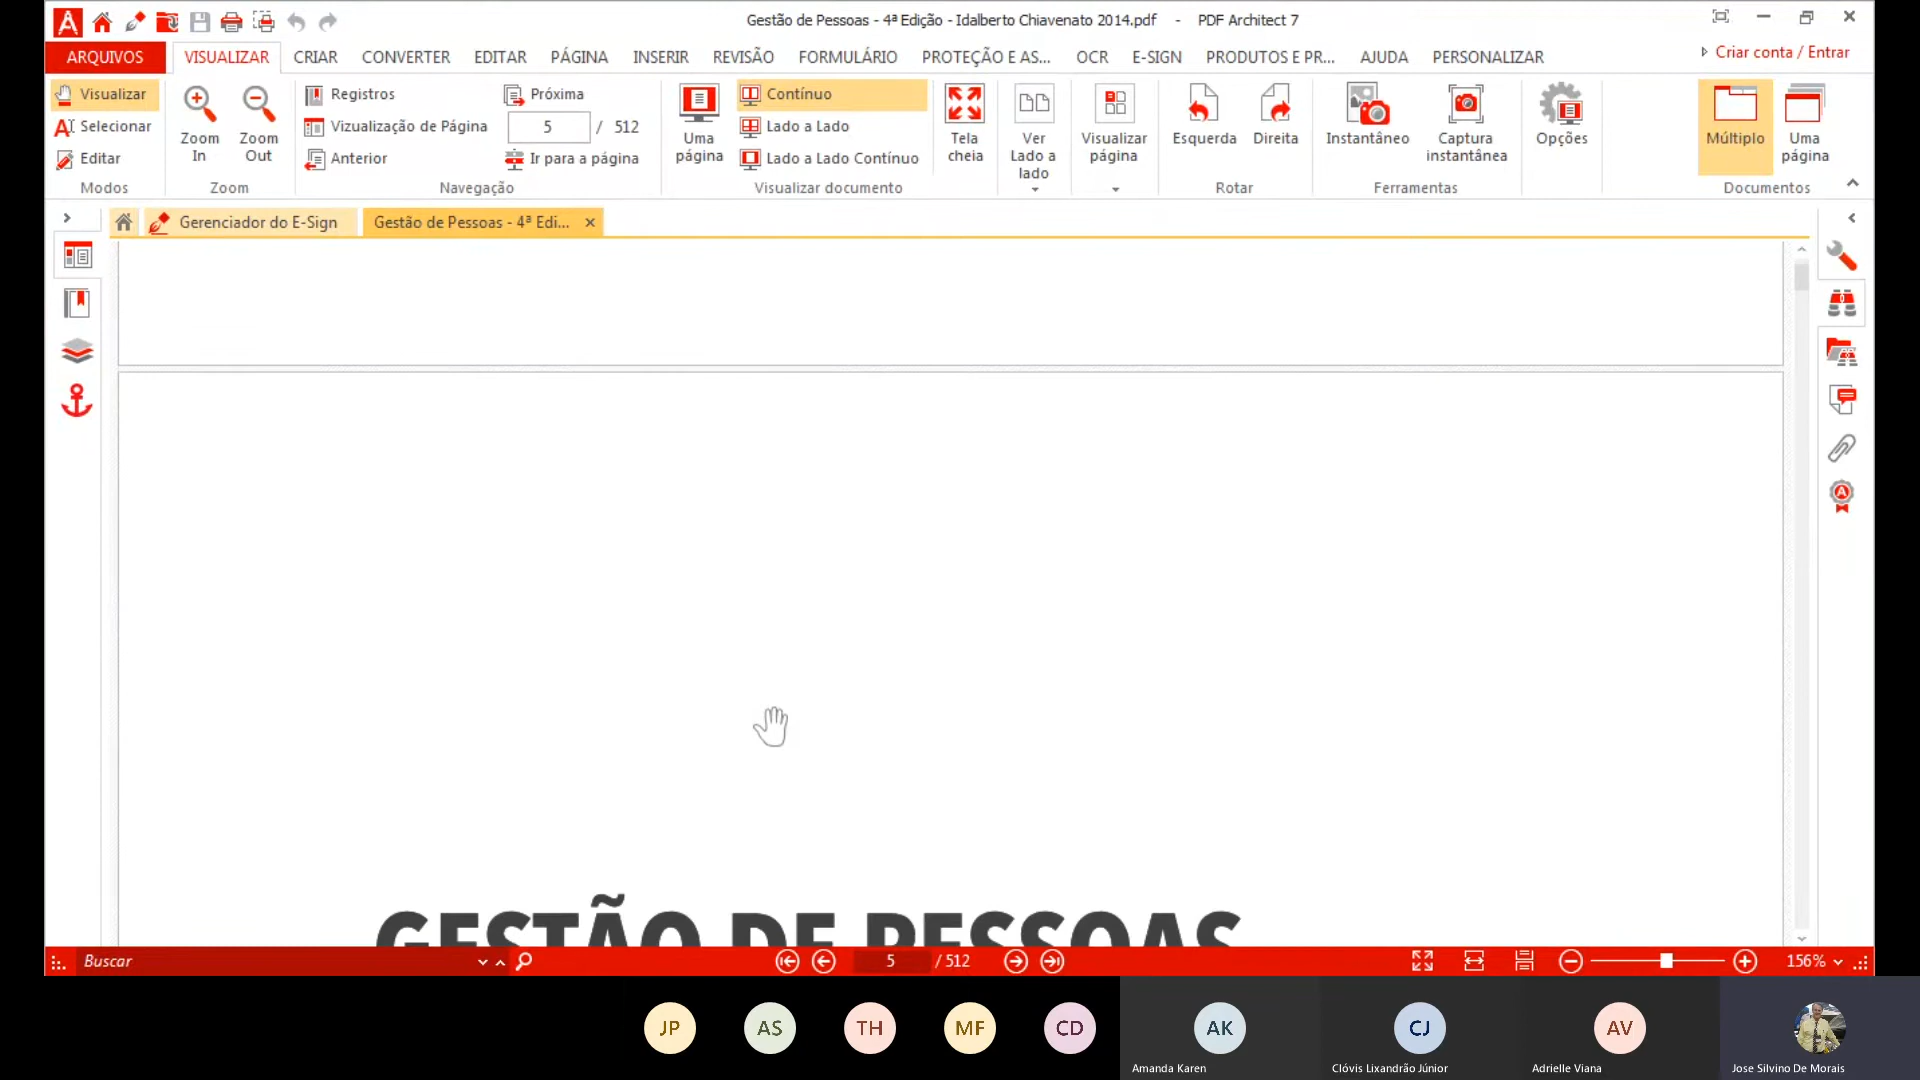 Gestão de Pessoas - 4ª Edição - Idalberto Chiavenato 2014.pdf - PDF Architect 7
ARQUIVOS VISUALIZAR CRIAR CONVERTER EDITAR PÁGINA INSERIR REVISÃO FORMULÁRIO PROTEÇÃO E AS... OCR E-SIGN PRODUTOS E PR... AJUDA PERSONALIZAR Criar conta / Entrar
Visualizar
Selecionar
Editar
Modos
Zoom In
Zoom Out
Zoom
Registros
Vizualização de Página
Anterior
Próxima
5 / 512
Ir para a página
Navegação
Uma página
Contínuo
Lado a Lado
Lado a Lado Contínuo
Visualizar documento
Tela cheia
Ver Lado a lado
Visualizar página
Esquerda
Direita
Rotar
Instantâneo
Captura instantânea
Ferramentas
Opções
Múltiplo
Uma página
Documentos
Gerenciador do E-Sign
Gestão de Pessoas - 4ª Edi...
GESTÃO DE PESSOAS
Buscar
5 / 512
156%
JP AS TH MF CD AK CJ AV
Amanda Karen
Clóvis Lixandrão Júnior
Adrielle Viana
Jose Silvino De Morais